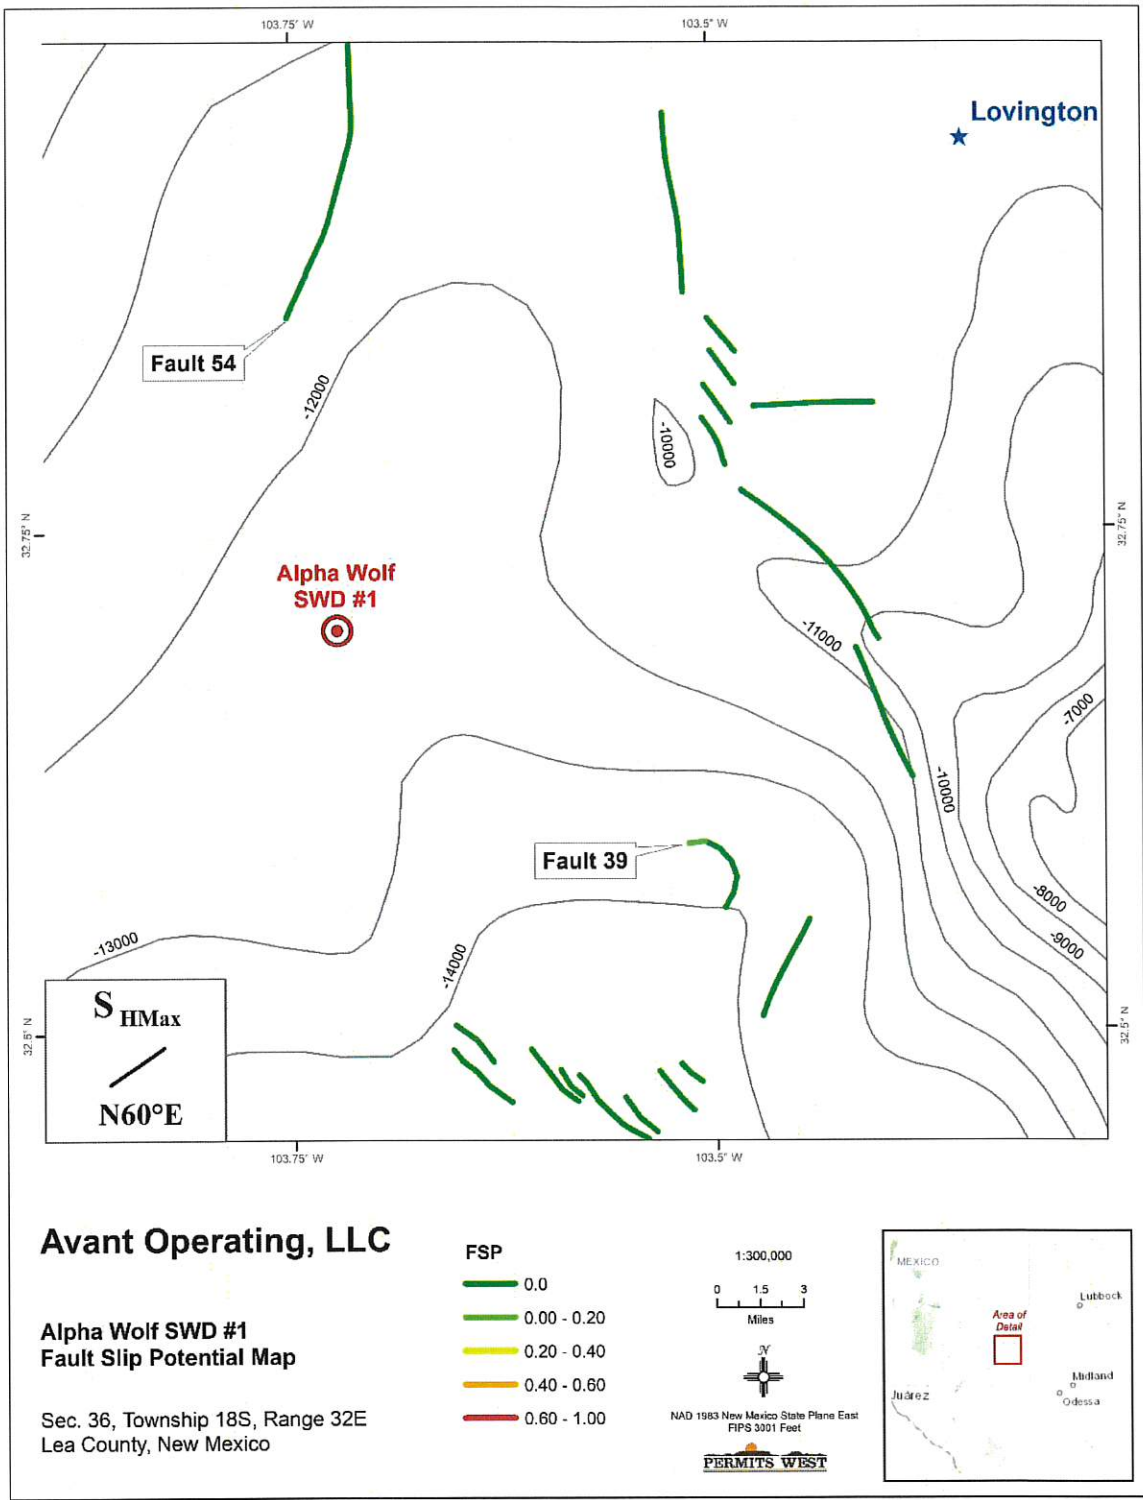 103.75° W
103.5° W
Lovington
Fault 54
-12000
-10000
32.75° N
32.75° N
Alpha Wolf
SWD #1
-11000
-7000
-10000
Fault 39
-8000
-9000
-13000
-14000
S HMax
N60°E
32.5° N
32.5° N
103.75° W
103.5° W
Avant Operating, LLC
Alpha Wolf SWD #1
Fault Slip Potential Map
Sec. 36, Township 18S, Range 32E
Lea County, New Mexico
FSP
0.0
0.00 - 0.20
0.20 - 0.40
0.40 - 0.60
0.60 - 1.00
1:300,000
0 1.5 3
Miles
N
NAD 1983 New Mexico State Plane East
FIPS 3001 Feet
PERMITS WEST
MEXICO
Lubbock
Area of
Detail
Midland
Odessa
Juárez